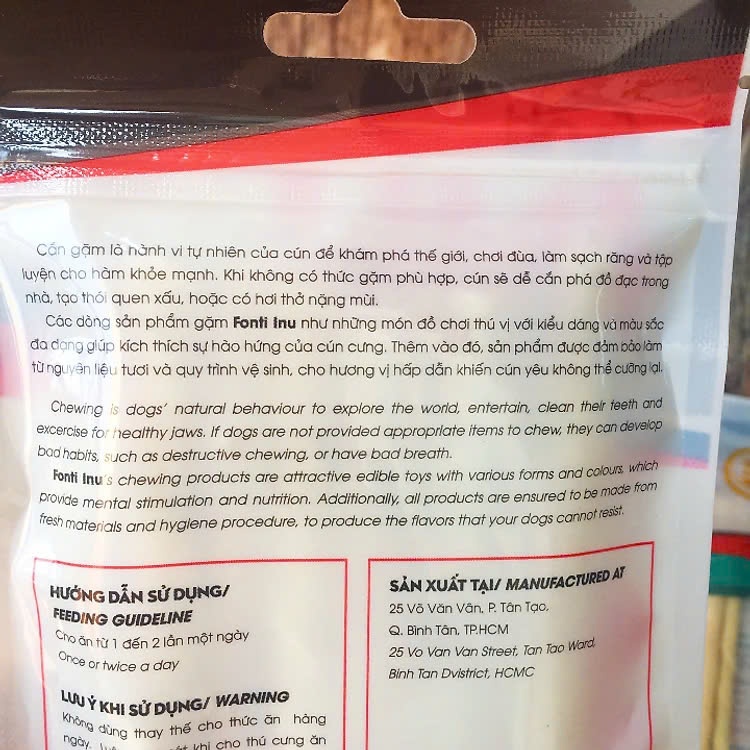 Cắn gặm là hành vi tự nhiên của cún để khám phá thế giới, chơi đùa, làm sạch răng và tập
luyện cho hàm khỏe mạnh. Khi không có thức gặm phù hợp, cún sẽ dễ cắn phá đồ đạc trong
nhà, tạo thói quen xấu, hoặc có hơi thở nặng mùi.
Các dòng sản phẩm gặm Fonti Inu như những món đồ chơi thú vị với kiểu dáng và màu sắc
đa dạng giúp kích thích sự hào hứng của cún cưng. Thêm vào đó, sản phẩm được đảm bảo làm
từ nguyên liệu tươi và quy trình vệ sinh, cho hương vị hấp dẫn khiến cún yêu không thể cưỡng lại.
Chewing is dogs' natural behaviour to explore the world, entertain, clean their teeth and
excercise for healthy jaws. If dogs are not provided appropriate items to chew, they can develop
bad habits, such as destructive chewing, or have bad breath.
Fonti Inu's chewing products are attractive edible toys with various forms and colours, which
provide mental stimulation and nutrition. Additionally, all products are ensured to be made from
fresh materials and hygiene procedure, to produce the flavors that your dogs cannot resist.
HƯỚNG DẪN SỬ DỤNG/
FEEDING GUIDELINE
Cho ăn từ 1 đến 2 lần một ngày
Once or twice a day
LƯU Ý KHI SỬ DỤNG/ WARNING
Không dùng thay thế cho thức ăn hàng
ngày. khi cho thú cưng ăn
SẢN XUẤT TẠI/ MANUFACTURED AT
25 Võ Văn Vân, P. Tân Tạo,
Q. Bình Tân, TP.HCM
25 Vo Van Van Street, Tan Tao Ward,
Binh Tan Dvistrict, HCMC